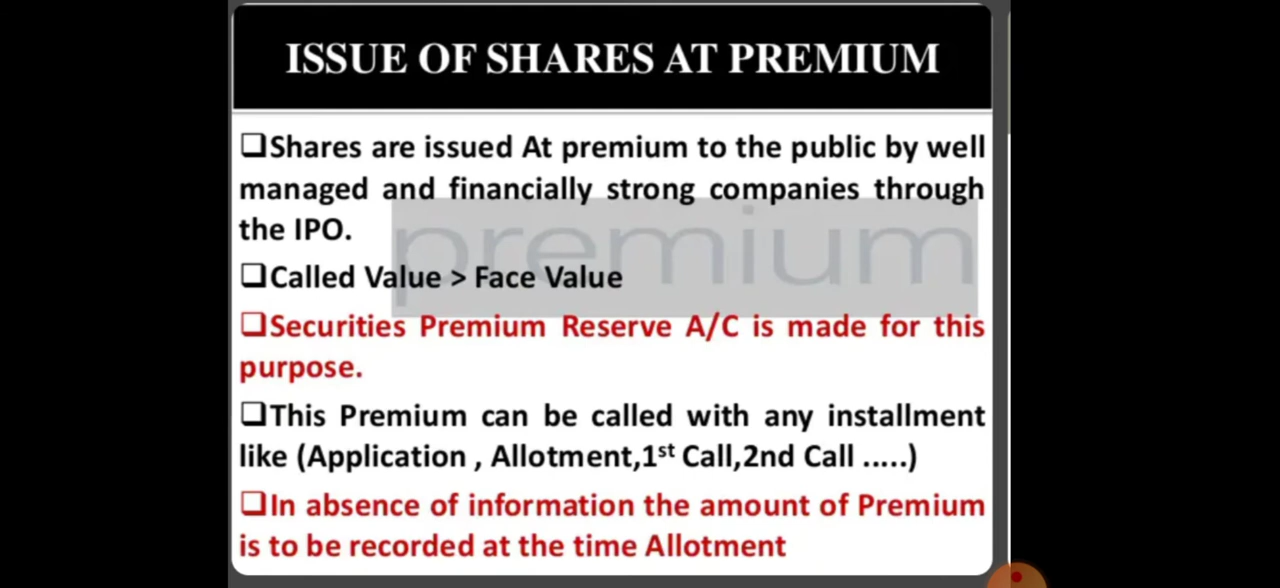 ISSUE OF SHARES AT PREMIUM
❑Shares are issued At premium to the public by well
managed and financially strong companies through
the IPO.
premium
❑Called Value > Face Value
❑Securities Premium Reserve A/C is made for this
purpose.
❑This Premium can be called with any installment
like (Application , Allotment,1st Call,2nd Call .....)
❑In absence of information the amount of Premium
is to be recorded at the time Allotment